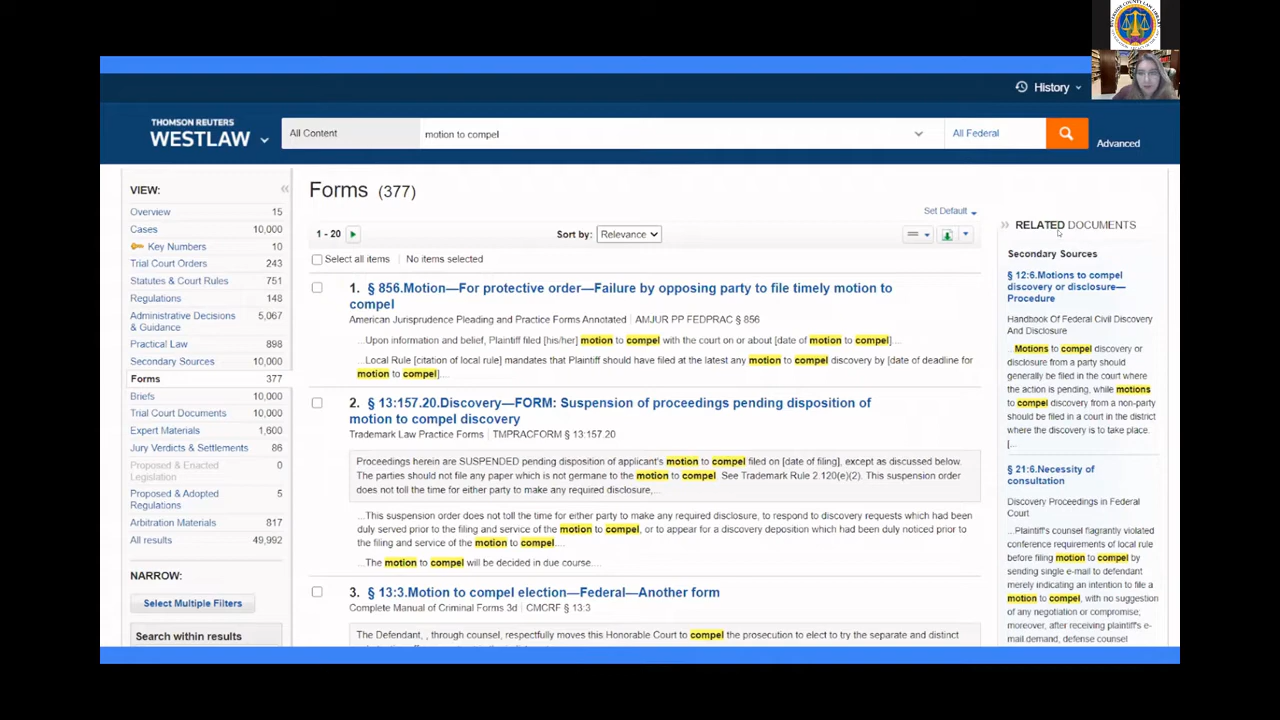 History
THOMSON REUTERS
WESTLAW
All Content
motion to compel
All Federal
Advanced
VIEW:
Overview 15
Cases 10,000
Key Numbers 10
Trial Court Orders 243
Statutes & Court Rules 751
Regulations 148
Administrative Decisions
& Guidance 5,067
Practical Law 898
Secondary Sources 10,000
Forms 377
Briefs 10,000
Trial Court Documents 10,000
Expert Materials 1,600
Jury Verdicts & Settlements 86
Proposed & Enacted
Legislation 0
Proposed & Adopted
Regulations 5
Arbitration Materials 817
All results 49,992
NARROW:
Select Multiple Filters
Search within results
Forms (377)
Set Default
1 - 20
Sort by: Relevance
Select all items No items selected
1. § 856.Motion—For protective order—Failure by opposing party to file timely motion to
compel
American Jurisprudence Pleading and Practice Forms Annotated | AMJUR PP FEDPRAC § 856
...Upon information and belief, Plaintiff filed [his/her] motion to compel with the court on or about [date of motion to compel]...
...Local Rule [citation of local rule] mandates that Plaintiff should have filed at the latest any motion to compel discovery by [date of deadline for
motion to compel]....
2. § 13:157.20.Discovery—FORM: Suspension of proceedings pending disposition of
motion to compel discovery
Trademark Law Practice Forms | TMPRACFORM § 13:157.20
Proceedings herein are SUSPENDED pending disposition of applicant's motion to compel filed on [date of filing], except as discussed below.
The parties should not file any paper which is not germane to the motion to compel See Trademark Rule 2.120(e)(2). This suspension order
does not toll the time for either party to make any required disclosure,...
...This suspension order does not toll the time for either party to make any required disclosure, to respond to discovery requests which had been
duly served prior to the filing and service of the motion to compel, or to appear for a discovery deposition which had been duly noticed prior to
the filing and service of the motion to compel....
...The motion to compel will be decided in due course....
3. § 13:3.Motion to compel election—Federal—Another form
Complete Manual of Criminal Forms 3d | CMCRF § 13:3
The Defendant, , through counsel, respectfully moves this Honorable Court to compel the prosecution to elect to try the separate and distinct
RELATED DOCUMENTS
Secondary Sources
§ 12:6.Motions to compel
discovery or disclosure—
Procedure
Handbook Of Federal Civil Discovery
And Disclosure
...Motions to compel discovery or
disclosure from a party should
generally be filed in the court where
the action is pending, while motions
to compel discovery from a non-party
should be filed in a court in the district
where the discovery is to take place.
[...
§ 21:6.Necessity of
consultation
Discovery Proceedings in Federal
Court
...Plaintiff's counsel flagrantly violated
conference requirements of local rule
before filing motion to compel by
sending single e-mail to defendant
merely indicating an intention to file a
motion to compel, with no suggestion
of any negotiation or compromise;
moreover, after receiving plaintiff's e-
mail demand, defense counsel